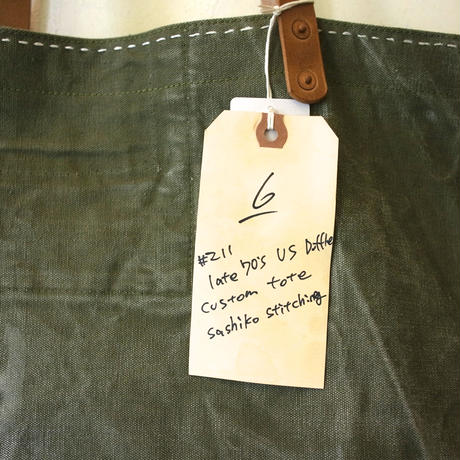 6
#211
late 70's US Duffle
custom tote
sashiko stitching